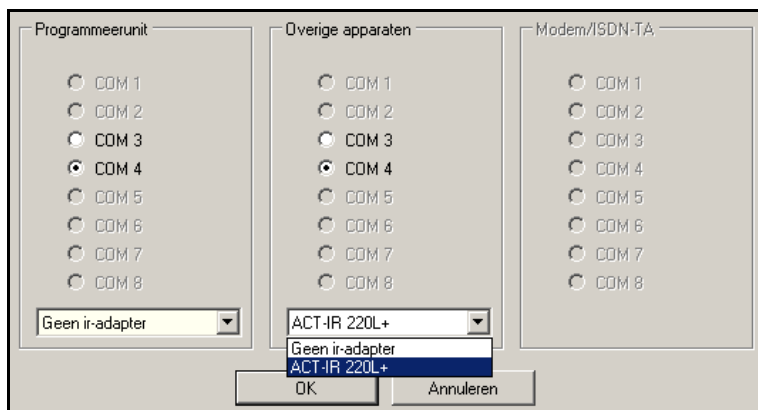 Programmeerunit
COM 1
COM 2
COM 3
COM 4
COM 5
COM 6
COM 7
COM 8
Geen ir-adapter
Overige apparaten
COM 1
COM 2
COM 3
COM 4
COM 5
COM 6
COM 7
COM 8
ACT-IR 220L+
Geen ir-adapter
ACT-IR 220L+
Modem/ISDN-TA
COM 1
COM 2
COM 3
COM 4
COM 5
COM 6
COM 7
COM 8
OK
Annuleren